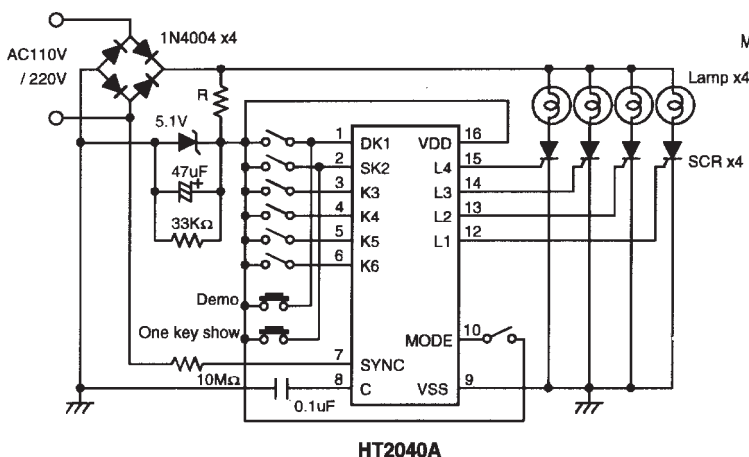 M
1N4004 x4
AC110V
/ 220V
Lamp x4
R
5.1V
1 DK1 VDD 16
2 SK2 L4 15
SCR x4
47uF +
3 K3 L3 14
4 K4 L2 13
33KΩ
5 K5 L1 12
6 K6
Demo
One key show
MODE 10
7 SYNC
10MΩ
8 C VSS 9
0.1uF
HT2040A